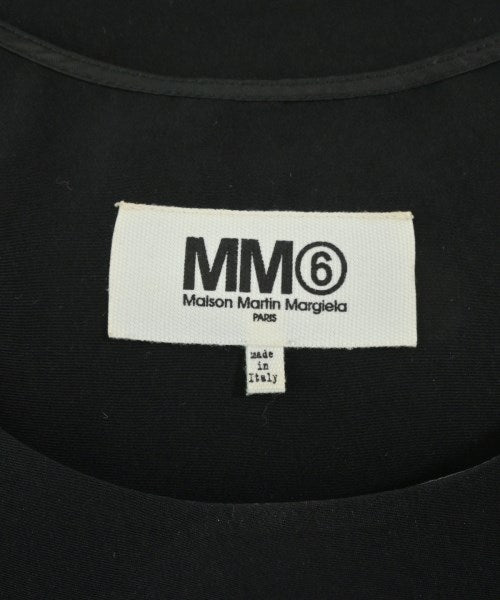 MM⑥
Maison Martin Margiela
PARIS
made
in
Italy